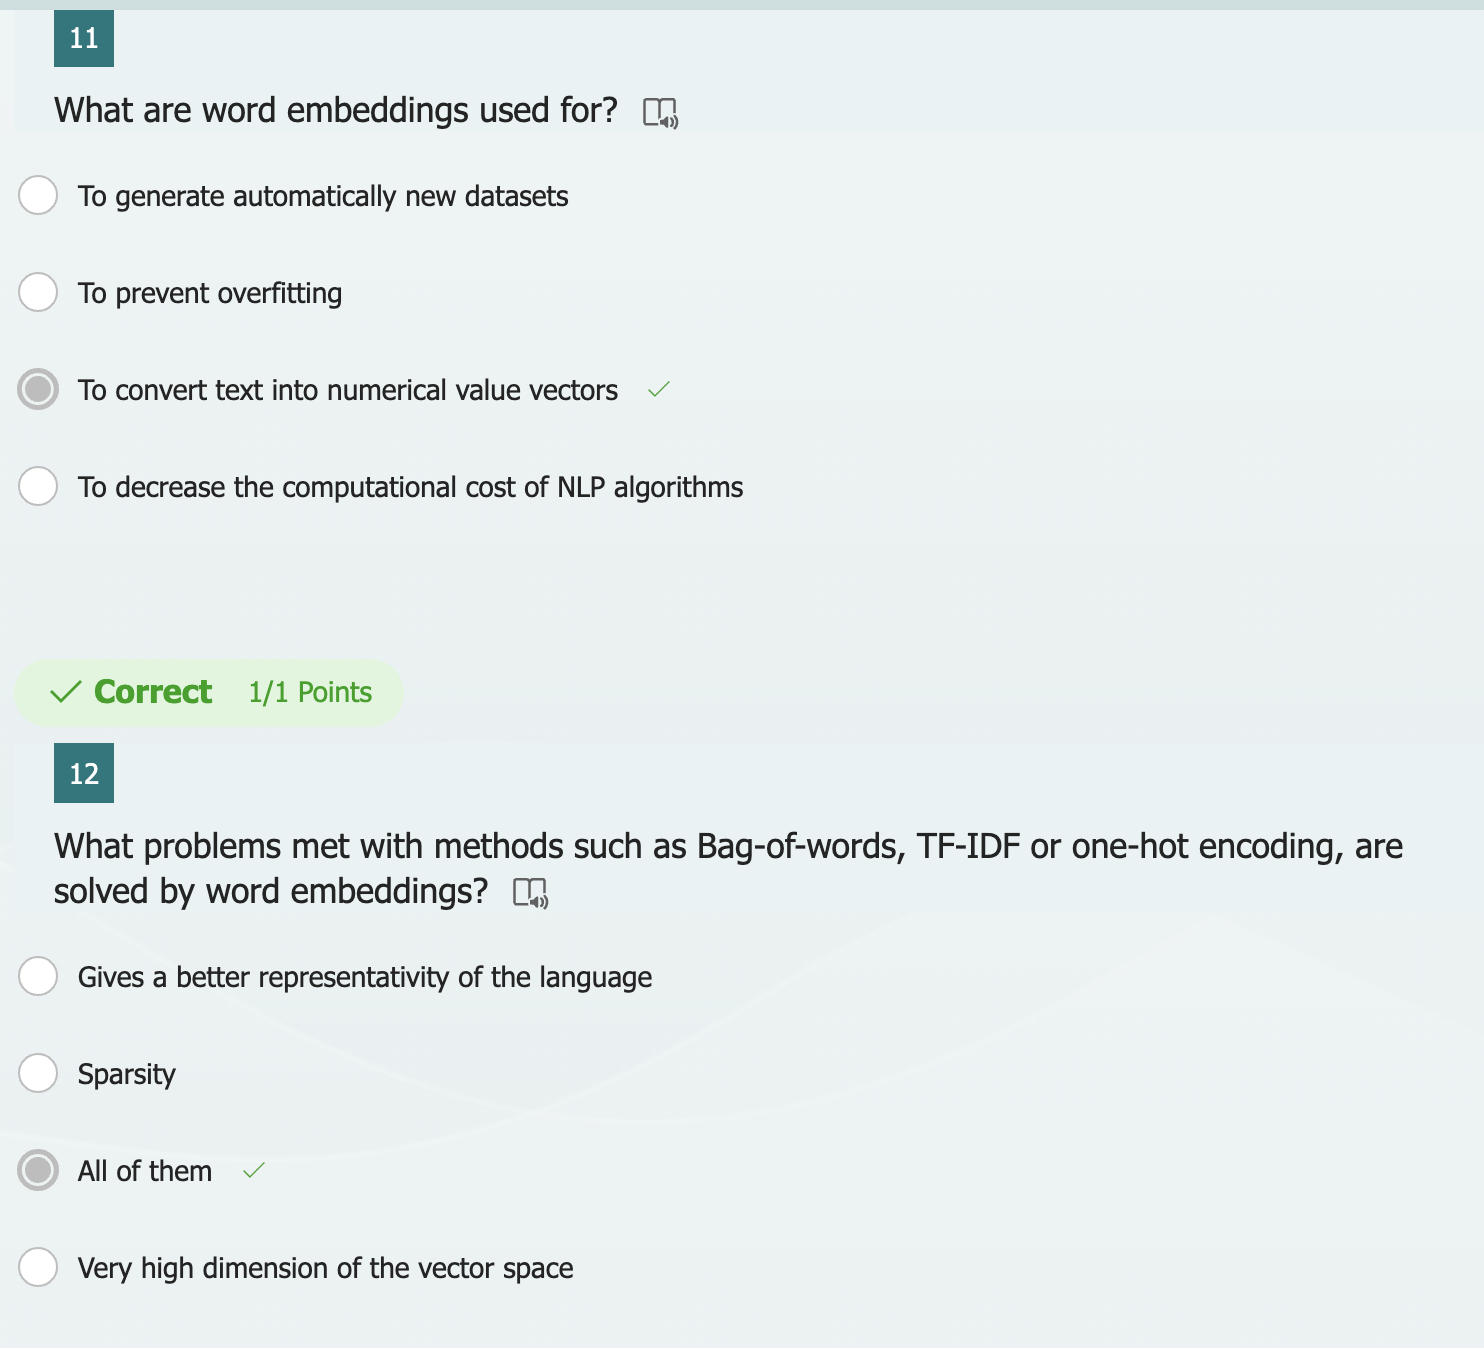 11
What are word embeddings used for?
To generate automatically new datasets
To prevent overfitting
To convert text into numerical value vectors
To decrease the computational cost of NLP algorithms
Correct 1/1 Points
12
What problems met with methods such as Bag-of-words, TF-IDF or one-hot encoding, are
solved by word embeddings?
Gives a better representativity of the language
Sparsity
All of them
Very high dimension of the vector space